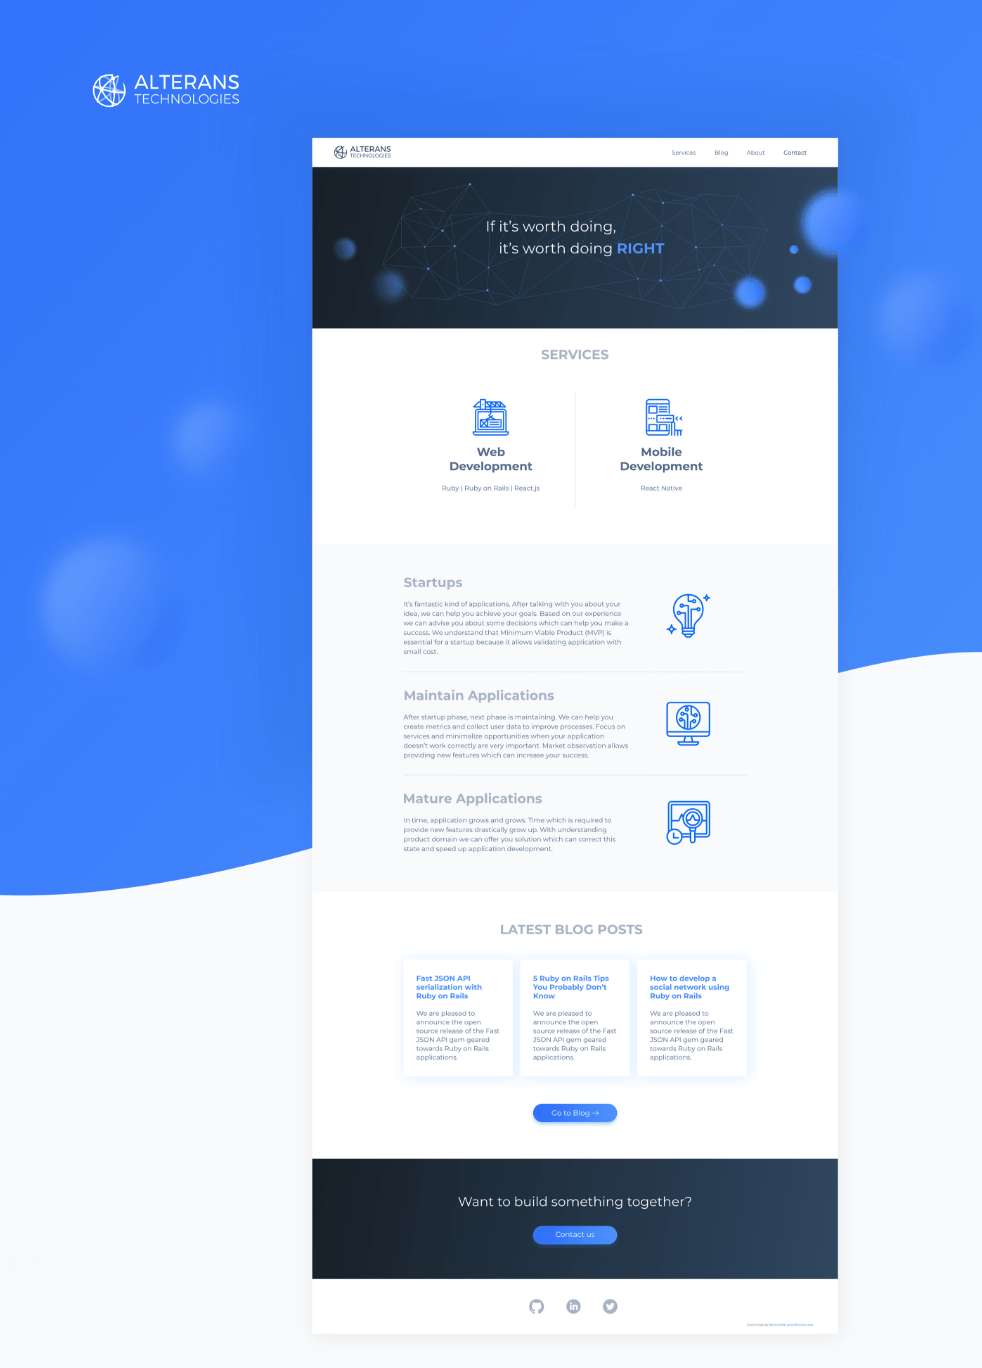 ALTERANS
TECHNOLOGIES
ALTERANS
TECHNOLOGIES
Services Blog About Contact
If it's worth doing,
it's worth doing RIGHT
SERVICES
Web
Development
Ruby | Ruby on Rails | React.js
Mobile
Development
React Native
Startups
It's fantastic kind of applications. After talking with you about your
idea, we can help you achieve your goals. Based on our experience
we can advise you about some decisions which can help you make a
success. We understand that Minimum Viable Product (MVP) is
essential for a startup because it allows validating application with
small cost.
Maintain Applications
After startup phase, next phase is maintaining. We can help you
create metrics and collect user data to improve processes. Focus on
services and minimalize opportunities when your application
doesn't work correctly are very important. Market observation allows
providing new features which can increase your success.
Mature Applications
In time, application grows and grows. Time which is required to
provide new features drastically grow up. With understanding
product domain we can offer you solution which can correct this
state and speed up application development.
LATEST BLOG POSTS
Fast JSON API
serialization with
Ruby on Rails
We are pleased to
announce the open
source release of the Fast
JSON API gem geared
towards Ruby on Rails
applications.
5 Ruby on Rails Tips
You Probably Don't
Know
We are pleased to
announce the open
source release of the Fast
JSON API gem geared
towards Ruby on Rails
applications.
How to develop a
social network using
Ruby on Rails
We are pleased to
announce the open
source release of the Fast
JSON API gem geared
towards Ruby on Rails
applications.
Go to Blog →
Want to build something together?
Contact us
in